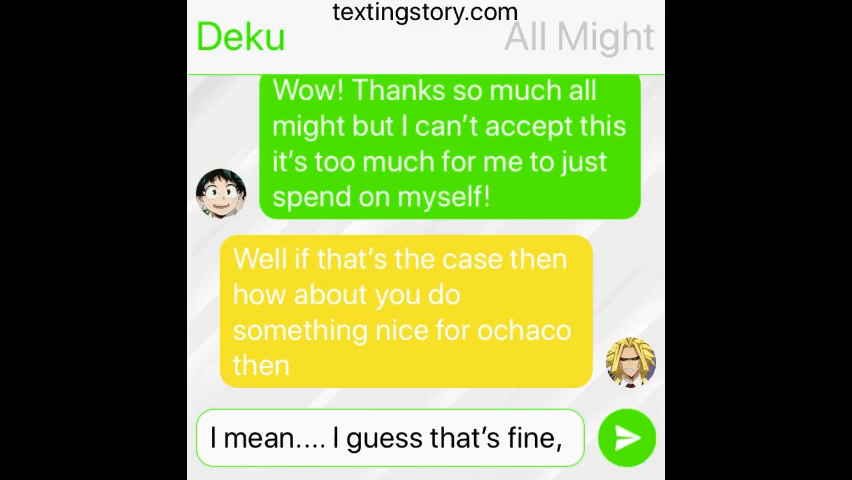 textingstory.com
Deku
All Might
Wow! Thanks so much all
might but I can't accept this
it's too much for me to just
spend on myself!
Well if that's the case then
how about you do
something nice for ochaco
then
I mean.... I guess that's fine,